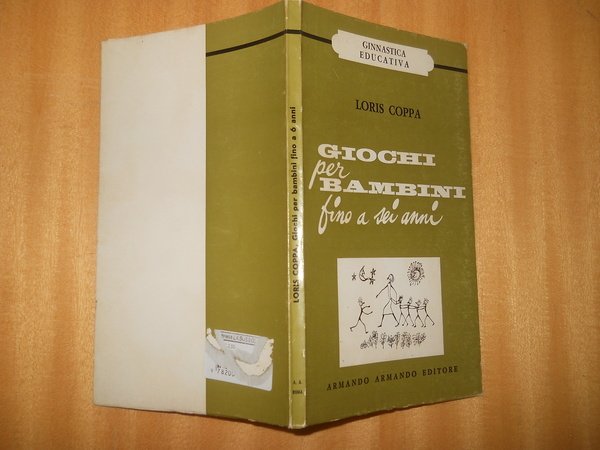 GINNASTICA
EDUCATIVA
LORIS COPPA
GIOCHI
per
BAMBINI
fino a sei anni
ARMANDO ARMANDO EDITORE
LORIS COPPA Giochi per bambini fino a 6 anni
A. A.
ROMA